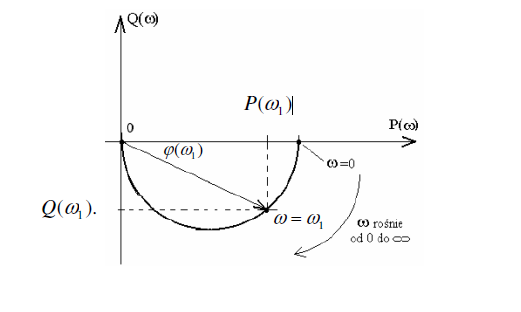 Q(ω)
0
P(ω₁)
P(ω)
φ(ω₁)
ω=0
Q(ω₁).
ω = ω₁
ω rośnie
od 0 do ∞